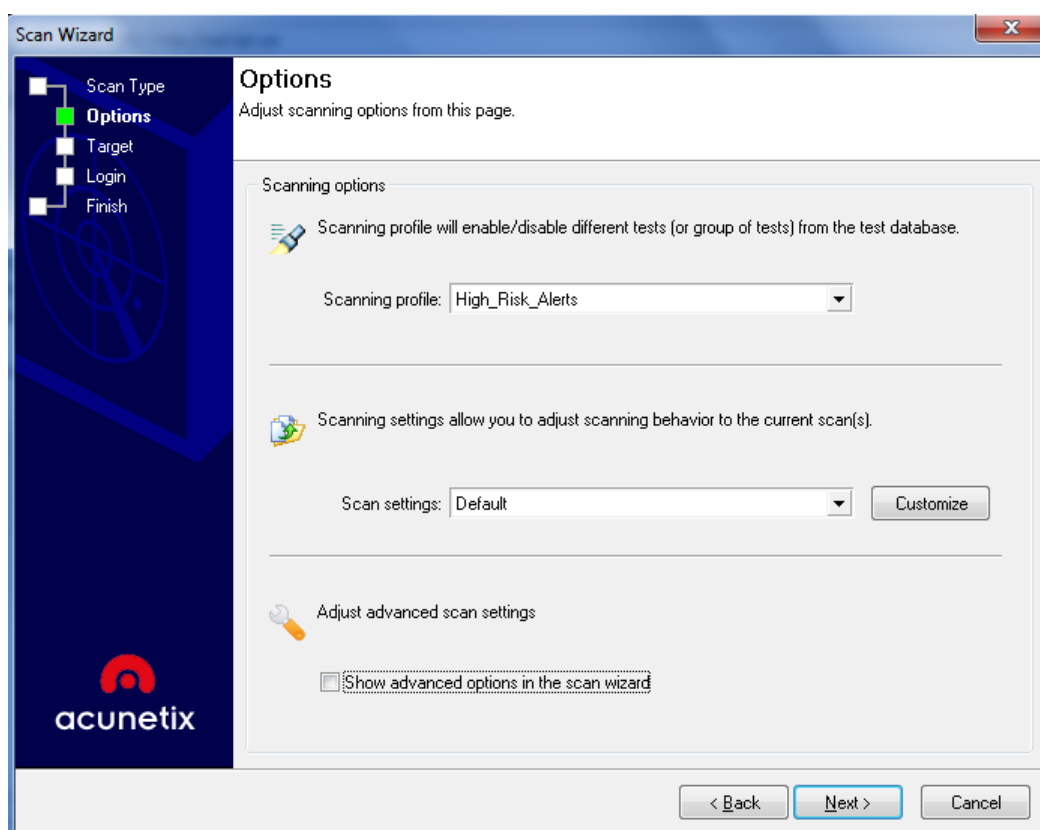 Scan Wizard
Scan Type
Options
Target
Login
Finish
acunetix
Options
Adjust scanning options from this page.
Scanning options
Scanning profile will enable/disable different tests (or group of tests) from the test database.
Scanning profile: High_Risk_Alerts
Scanning settings allow you to adjust scanning behavior to the current scan(s).
Scan settings: Default Customize
Adjust advanced scan settings
Show advanced options in the scan wizard
< Back Next > Cancel